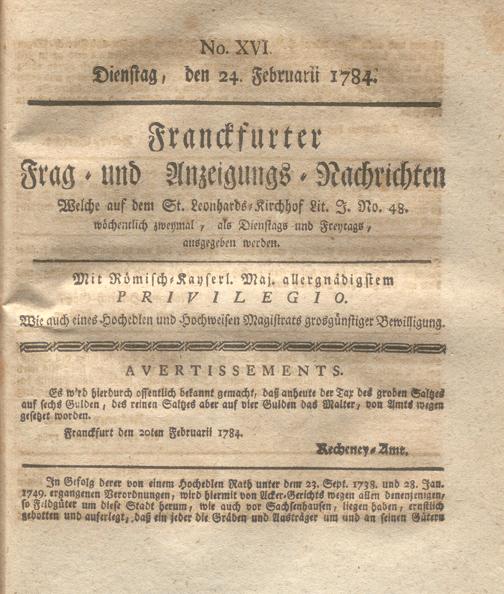 No. XVI.
Dienstag, den 24. Februarii 1784.
Franckfurter
Frag- und Anzeigungs-Nachrichten
Welche auf dem St. Leonhards-Kirchhof Lit. J. No. 48.
wöchentlich zweymal, als Dienstags und Freytags,
ausgegeben werden.
Mit Römisch-Kayserl. Maj. allergnädigstem
PRIVILEGIO.
Wie auch eines Hochedlen und Hochweisen Magistrats grosgünstiger Bewilligung.
AVERTISSEMENTS.
Es wird hierdurch offentlich bekannt gemacht, daß anheute der Tax des groben Saltzes
auf sechs Gulden, des reinen Saltzes aber auf vier Gulden das Malter, von Amts wegen
gesetzet worden.
Franckfurt den 20ten Februarii 1784.
Recheney-Amt.
In Gefolg derer von einem Hochedlen Rath unter dem 23. Sept. 1738. und 28. Jan.
1749. ergangenen Verordnungen, wird hiermit von Acker-Gerichts wegen allen denenjenigen,
so Feldgüter um diese Stadt herum, wie auch vor Sachsenhausen, liegen haben, ernstlich
gebotten und auferlegt, daß ein jeder die Gräben und Austräger um und an seinen Gütern